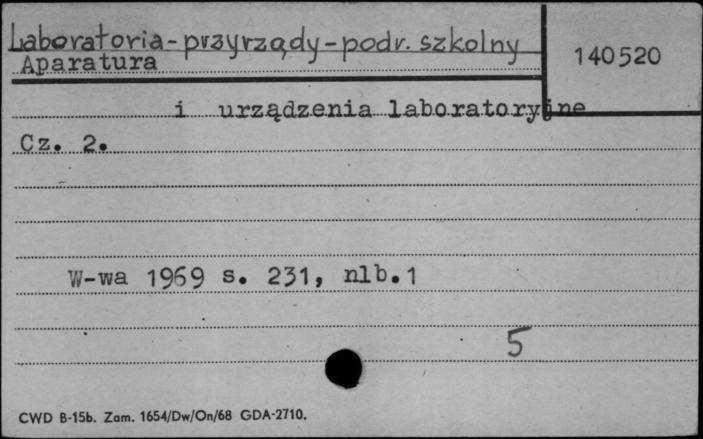 Laboratoria - przyrządy - podr. szkolny
140520
Aparatura
i urządzenia laboratoryjne
Cz. 2.
W-wa 1969 s. 231, nlb.1
5
CWD B-15b. Zam. 1654/Dw/On/68 GDA-2710.